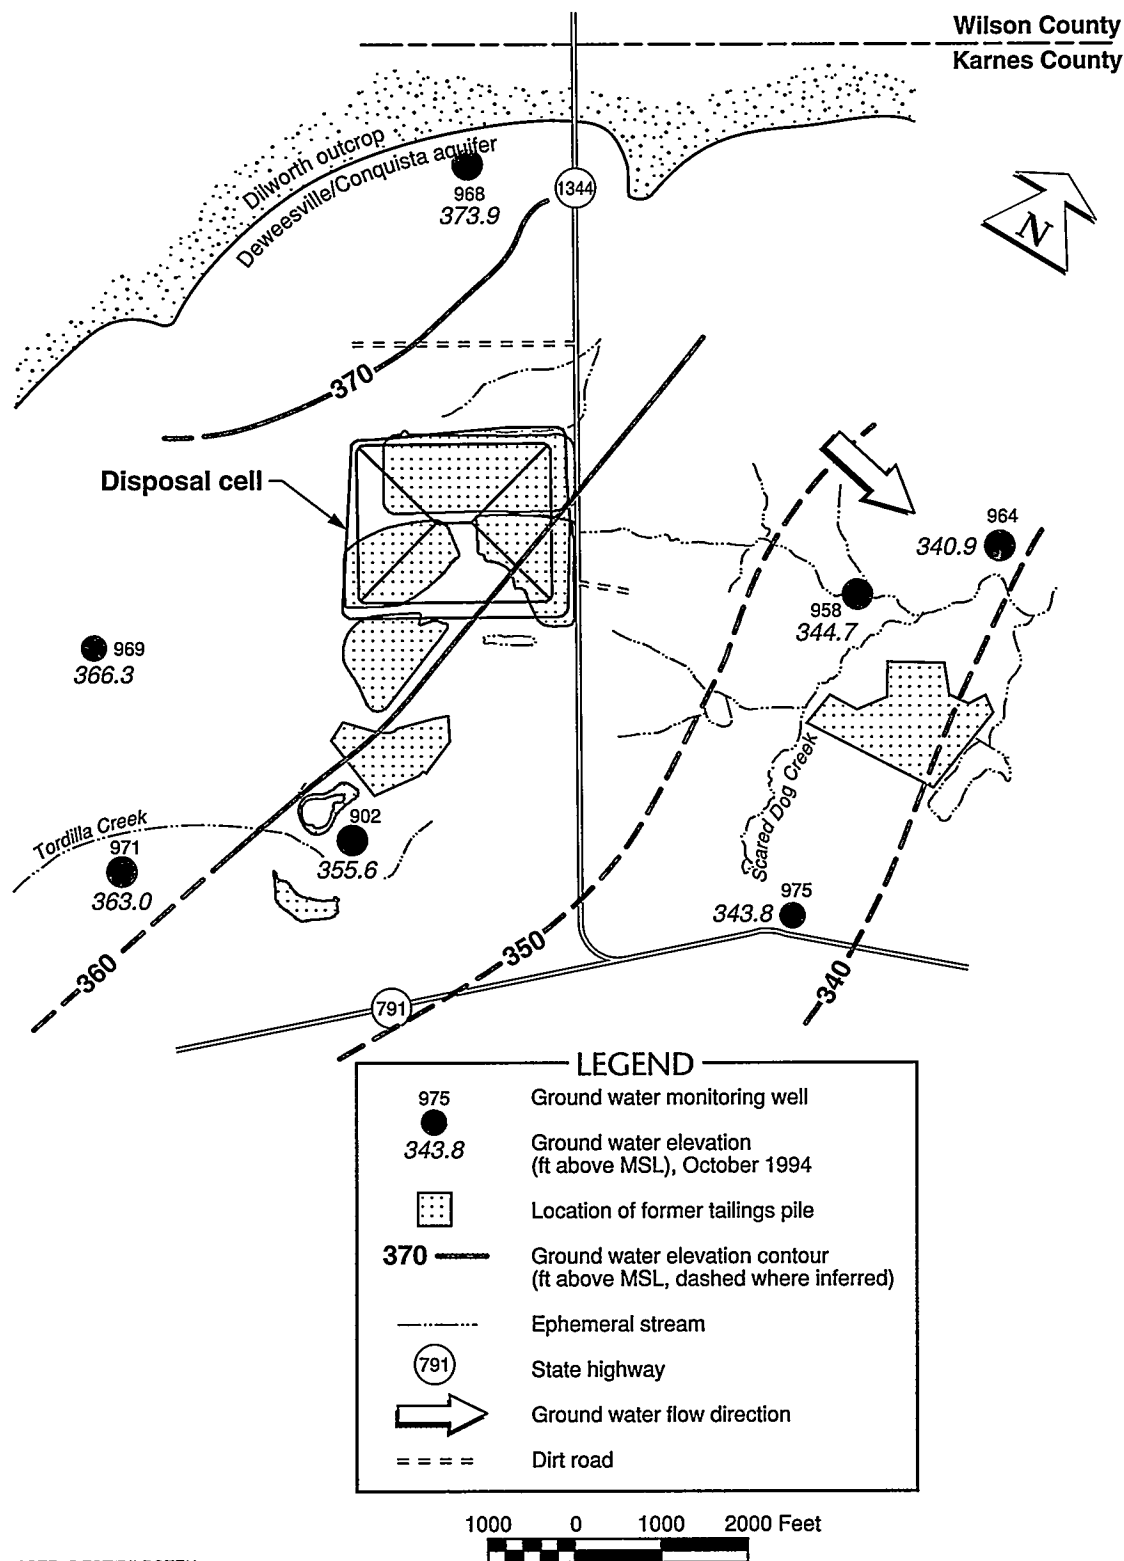 Wilson County
Karnes County
Dilworth outcrop
Deweesville/Conquista aquifer
968
373.9
1344
N
370
Disposal cell
964
340.9
958
344.7
969
366.3
Scared Dog Creek
Tordilla Creek
902
355.6
971
363.0
975
343.8
360
350
340
791
LEGEND
975
343.8
Ground water monitoring well
Ground water elevation
(ft above MSL), October 1994
Location of former tailings pile
370
Ground water elevation contour
(ft above MSL, dashed where inferred)
Ephemeral stream
791
State highway
Ground water flow direction
Dirt road
1000 0 1000 2000 Feet